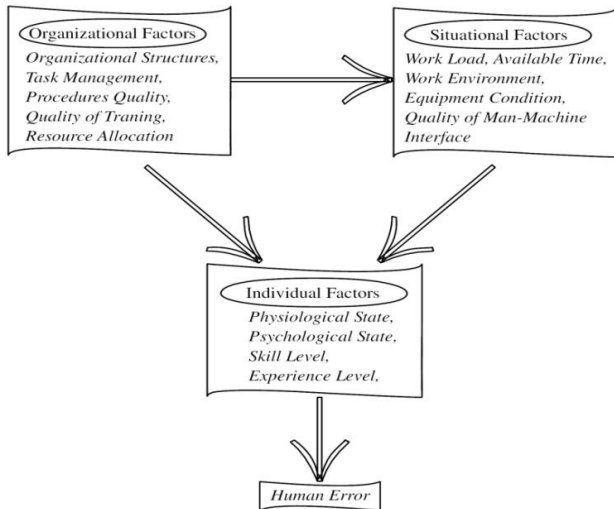 Organizational Factors
Organizational Structures,
Task Management,
Procedures Quality,
Quality of Traning,
Resource Allocation
Situational Factors
Work Load, Available Time,
Work Environment,
Equipment Condition,
Quality of Man-Machine
Interface
Individual Factors
Physiological State,
Psychological State,
Skill Level,
Experience Level,
Human Error